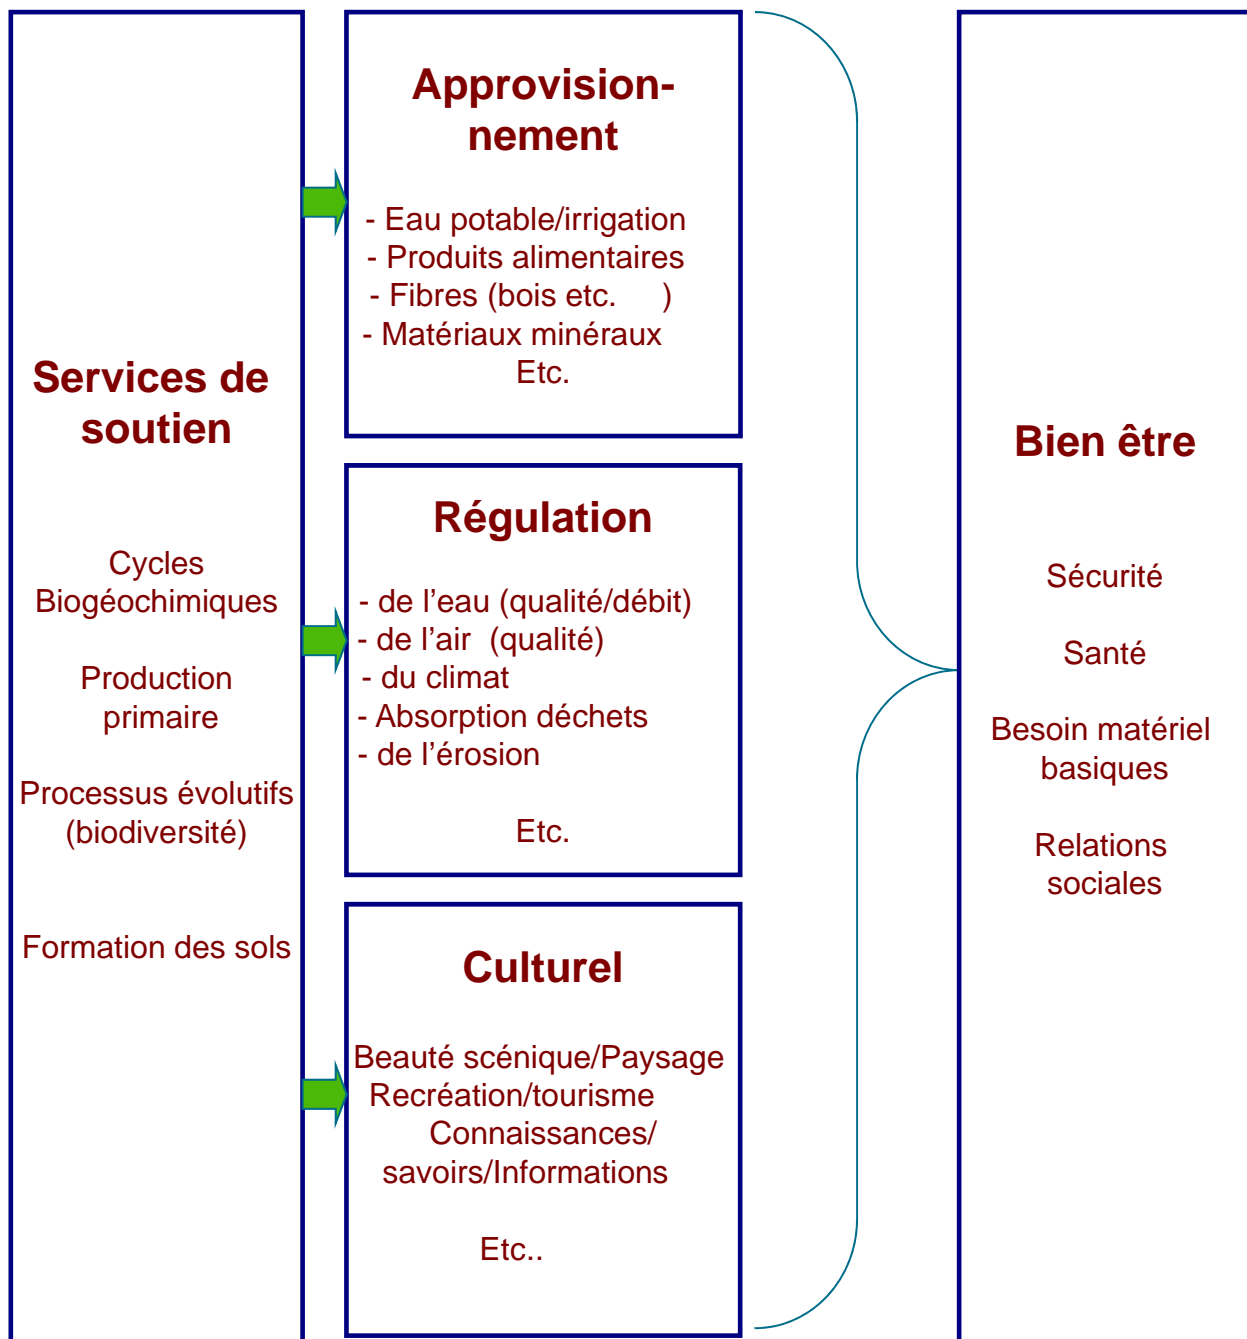 Services de
soutien
Cycles
Biogéochimiques
Production
primaire
Processus évolutifs
(biodiversité)
Formation des sols
Approvision-
nement
- Eau potable/irrigation
- Produits alimentaires
- Fibres (bois etc. )
- Matériaux minéraux
Etc.
Régulation
- de l’eau (qualité/débit)
- de l’air (qualité)
- du climat
- Absorption déchets
- de l’érosion
Etc.
Culturel
Beauté scénique/Paysage
Recréation/tourisme
Connaissances/
savoirs/Informations
Etc..
Bien être
Sécurité
Santé
Besoin matériel
basiques
Relations
sociales